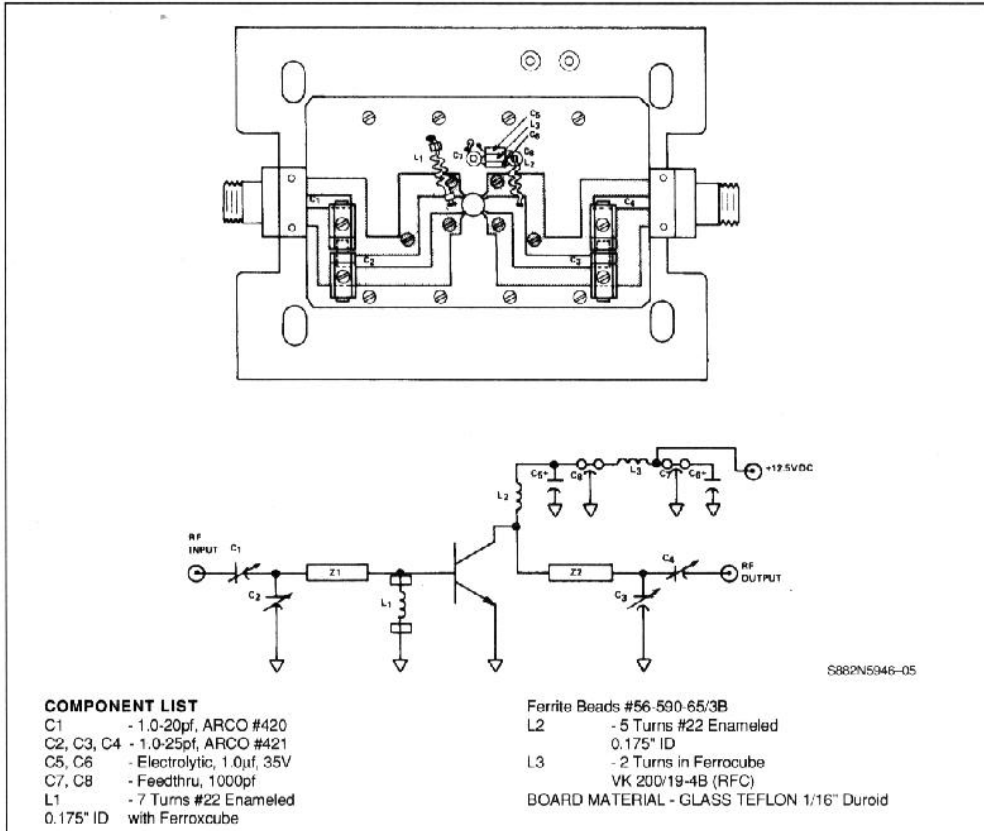 C5
L3
C6
L1
C7
C8
L2
C1
C4
C2
C3
C5+
C8
L3
C7
C6+
+12.5VDC
L2
RF
INPUT
C1
Z1
Z2
C4
RF
OUTPUT
C2
L1
C3
S882N5946-05
COMPONENT LIST
C1 - 1.0-20pf, ARCO #420
C2, C3, C4 - 1.0-25pf, ARCO #421
C5, C6 - Electrolytic, 1.0µf, 35V
C7, C8 - Feedthru, 1000pf
L1 - 7 Turns #22 Enameled
0.175" ID with Ferroxcube
Ferrite Beads #56-590-65/3B
L2 - 5 Turns #22 Enameled
0.175" ID
L3 - 2 Turns in Ferrocube
VK 200/19-4B (RFC)
BOARD MATERIAL - GLASS TEFLON 1/16" Duroid